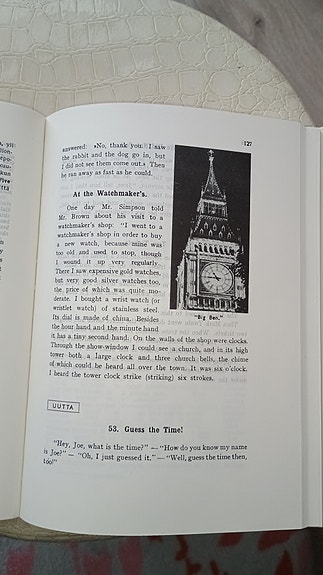 127
answered: »No, thank you. I saw
the rabbit and the dog go in, but
I did not see them come out.» Then
he ran away as fast as he could.
At the Watchmaker's.
One day Mr. Simpson told
Mr. Brown about his visit to a
watchmaker's shop: "I went to a
watchmaker's shop in order to buy
a new watch, because mine was
too old and used to stop, though
I wound it up very regularly.
There I saw expensive gold watches,
but very good silver watches too,
the price of which was quite mo-
derate. I bought a wrist watch (or
wristlet watch) of stainless steel.
Its dial is made of china. Besides
the hour hand and the minute hand
it has a tiny second hand. On the walls of the shop were clocks.
Through the show-window I could see a church, and in its high
tower both a large clock and three church bells, the chime
of which could be heard all over the town. It was six o'clock.
I heard the tower clock strike (striking) six strokes.
"Big Ben."
UUTTA
53. Guess the Time!
"Hey, Joe, what is the time?" — "How do you know my name
is Joe?" — "Oh, I just guessed it." — "Well, guess the time then,
too!"